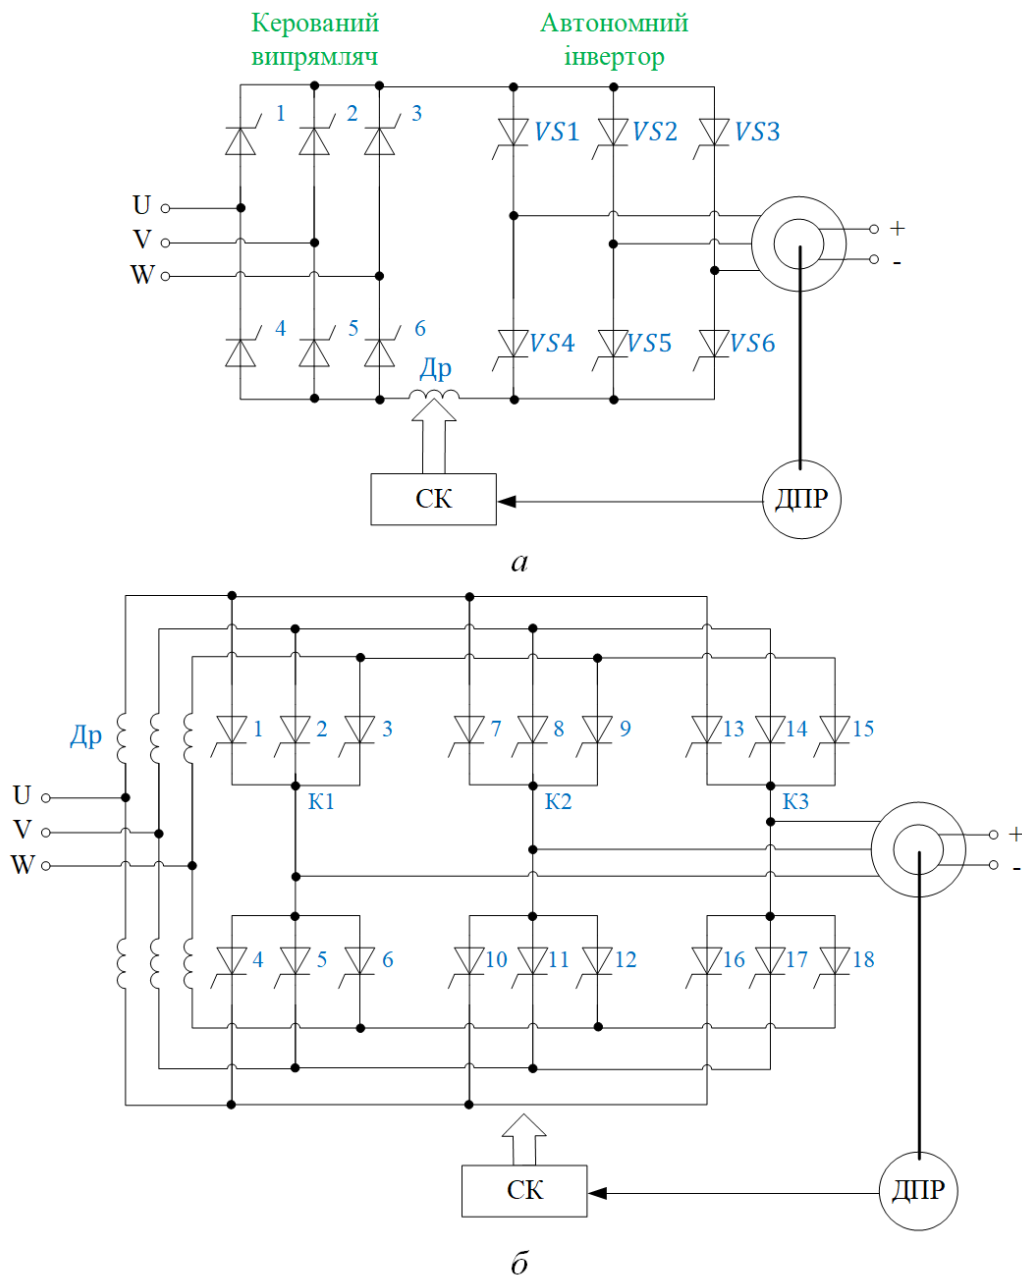 Керований випрямляч
Автономний інвертор
1 2 3
VS1 VS2 VS3
U
V
W
+
-
4 5 6
VS4 VS5 VS6
Др
СК
ДПР
а
Др
1 2 3 7 8 9 13 14 15
U
V
W
К1 К2 К3
+
-
4 5 6 10 11 12 16 17 18
СК
ДПР
б